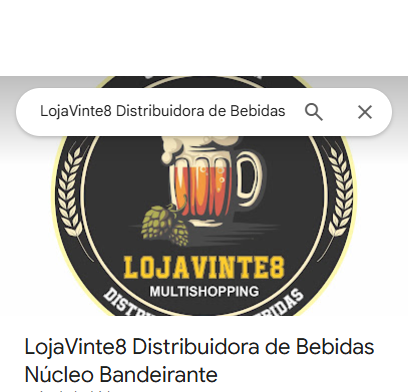 LojaVinte8 Distribuidora de Bebidas
LOJAVINTE8
MULTISHOPPING
LojaVinte8 Distribuidora de Bebidas
Núcleo Bandeirante